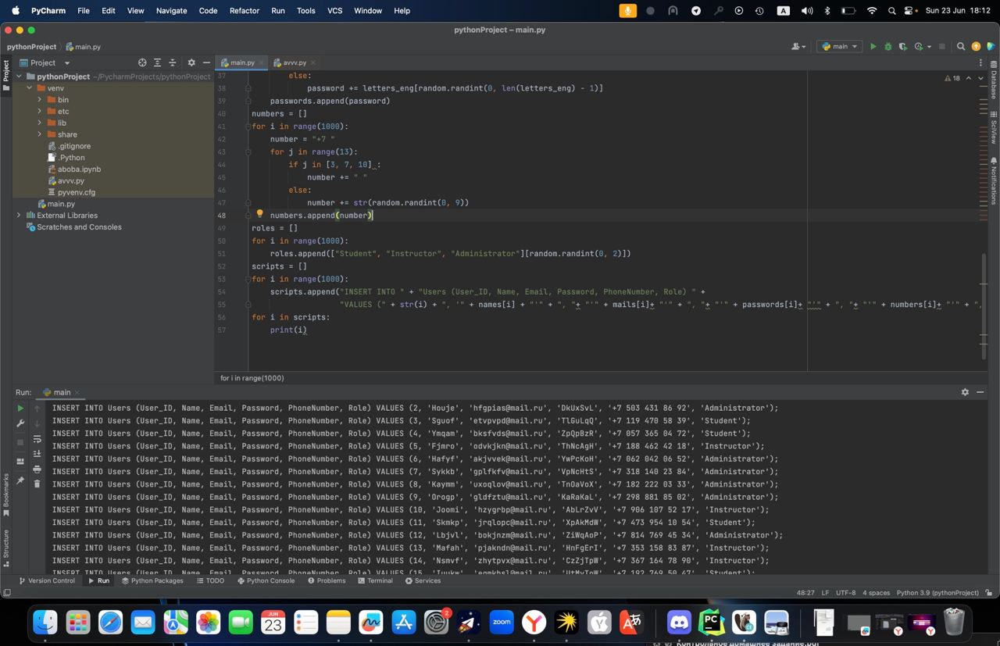 PyCharm File Edit View Navigate Code Refactor Run Tools VCS Window Help A Sun 23 Jun 18:12
pythonProject – main.py
pythonProject main.py main
Project main.py avvv.py
Project
pythonProject ~/PycharmProjects/pythonProject
venv
bin
etc
lib
share
.gitignore
.Python
aboba.ipynb
avvv.py
pyvenv.cfg
main.py
External Libraries
Scratches and Consoles
18
37 else:
38 password += letters_eng[random.randint(0, len(letters_eng) - 1)]
39 passwords.append(password)
40 numbers = []
41 for i in range(1000):
42 number = "+7 "
43 for j in range(13):
44 if j in [3, 7, 10] :
45 number += " "
46 else:
47 number += str(random.randint(0, 9))
48 numbers.append(number)
49 roles = []
50 for i in range(1000):
51 roles.append(["Student", "Instructor", "Administrator"][random.randint(0, 2)])
52 scripts = []
53 for i in range(1000):
54 scripts.append("INSERT INTO " + "Users (User_ID, Name, Email, Password, PhoneNumber, Role) " +
55 "VALUES (" + str(i) + ", '" + names[i] + "'" + ", "+ "'" + mails[i]+ "'" + ", "+ "'" + passwords[i]+ "'" + ", "+ "'" + numbers[i]+ "'" + ",
56 for i in scripts:
57 print(i)
for i in range(1000)
Database
SciView
Notifications
Run: main
INSERT INTO Users (User_ID, Name, Email, Password, PhoneNumber, Role) VALUES (2, 'Houje', 'hfgpias@mail.ru', 'DkUxSvL', '+7 503 431 86 92', 'Administrator');
INSERT INTO Users (User_ID, Name, Email, Password, PhoneNumber, Role) VALUES (3, 'Sguof', 'etvpvpd@mail.ru', 'TlGuLqQ', '+7 119 470 58 39', 'Student');
INSERT INTO Users (User_ID, Name, Email, Password, PhoneNumber, Role) VALUES (4, 'Ymqam', 'bksfvds@mail.ru', 'ZpQpBzR', '+7 057 365 04 72', 'Student');
INSERT INTO Users (User_ID, Name, Email, Password, PhoneNumber, Role) VALUES (5, 'Fjmro', 'odvkjkn@mail.ru', 'ThNcAgH', '+7 188 462 42 18', 'Instructor');
INSERT INTO Users (User_ID, Name, Email, Password, PhoneNumber, Role) VALUES (6, 'Hafyf', 'akjvvek@mail.ru', 'YwPcKoH', '+7 062 042 06 52', 'Administrator');
INSERT INTO Users (User_ID, Name, Email, Password, PhoneNumber, Role) VALUES (7, 'Sykkb', 'gplfkfv@mail.ru', 'VpNcHtS', '+7 318 140 23 84', 'Administrator');
INSERT INTO Users (User_ID, Name, Email, Password, PhoneNumber, Role) VALUES (8, 'Kaymm', 'uxoqlov@mail.ru', 'TnOaVoX', '+7 182 222 03 33', 'Administrator');
INSERT INTO Users (User_ID, Name, Email, Password, PhoneNumber, Role) VALUES (9, 'Orogp', 'gldfztu@mail.ru', 'KaRaKaL', '+7 298 881 85 02', 'Administrator');
INSERT INTO Users (User_ID, Name, Email, Password, PhoneNumber, Role) VALUES (10, 'Joomi', 'hzygrbp@mail.ru', 'AbLrZvV', '+7 906 107 52 17', 'Instructor');
INSERT INTO Users (User_ID, Name, Email, Password, PhoneNumber, Role) VALUES (11, 'Skmkp', 'jrqlopc@mail.ru', 'XpAkMdW', '+7 473 954 10 54', 'Student');
INSERT INTO Users (User_ID, Name, Email, Password, PhoneNumber, Role) VALUES (12, 'Lbjvl', 'bokjnzm@mail.ru', 'ZiWqAoP', '+7 814 769 45 34', 'Administrator');
INSERT INTO Users (User_ID, Name, Email, Password, PhoneNumber, Role) VALUES (13, 'Mafah', 'pjakndn@mail.ru', 'HnFgErI', '+7 353 158 83 87', 'Instructor');
INSERT INTO Users (User_ID, Name, Email, Password, PhoneNumber, Role) VALUES (14, 'Nsmvf', 'zhytpvx@mail.ru', 'CzZjTpW', '+7 367 164 78 90', 'Instructor');
INSERT INTO Users (User_ID, Name, Email, Password, PhoneNumber, Role) VALUES (15, '+7 192 769 50 47', 'Student');
Bookmarks
Structure
Version Control Run Python Packages TODO Python Console Problems Terminal Services
48:27 LF UTF-8 4 spaces Python 3.9 (pythonProject)
JUN
23
2
zoom
PC
Контрольное домашнее задание.pdf